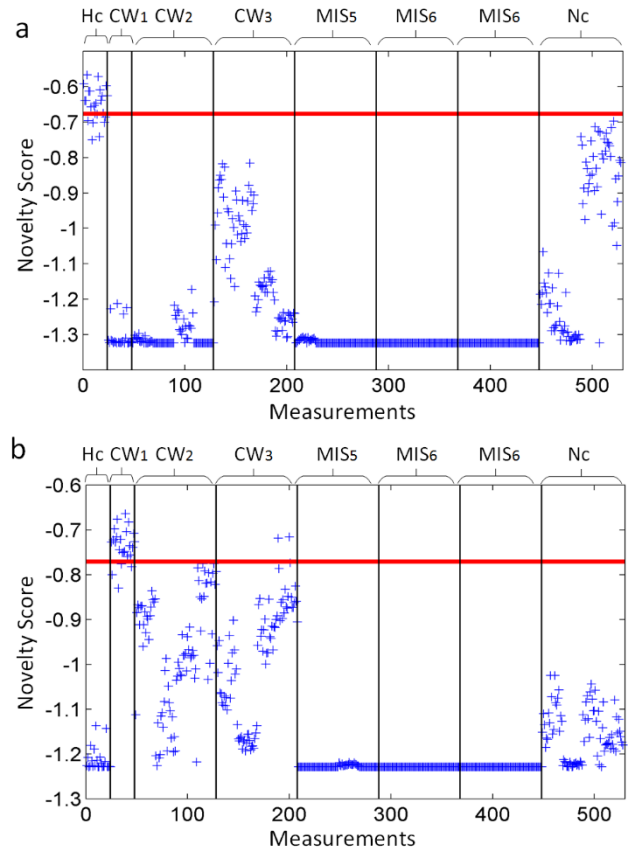 Hc CW1 CW2 CW3 MIS5 MIS6 MIS6 Nc
a
-0.6
-0.7
-0.8
-0.9
-1
-1.1
-1.2
-1.3
Novelty Score
0 100 200 300 400 500
Measurements
Hc CW1 CW2 CW3 MIS5 MIS6 MIS6 Nc
b
-0.6
-0.7
-0.8
-0.9
-1
-1.1
-1.2
-1.3
Novelty Score
0 100 200 300 400 500
Measurements